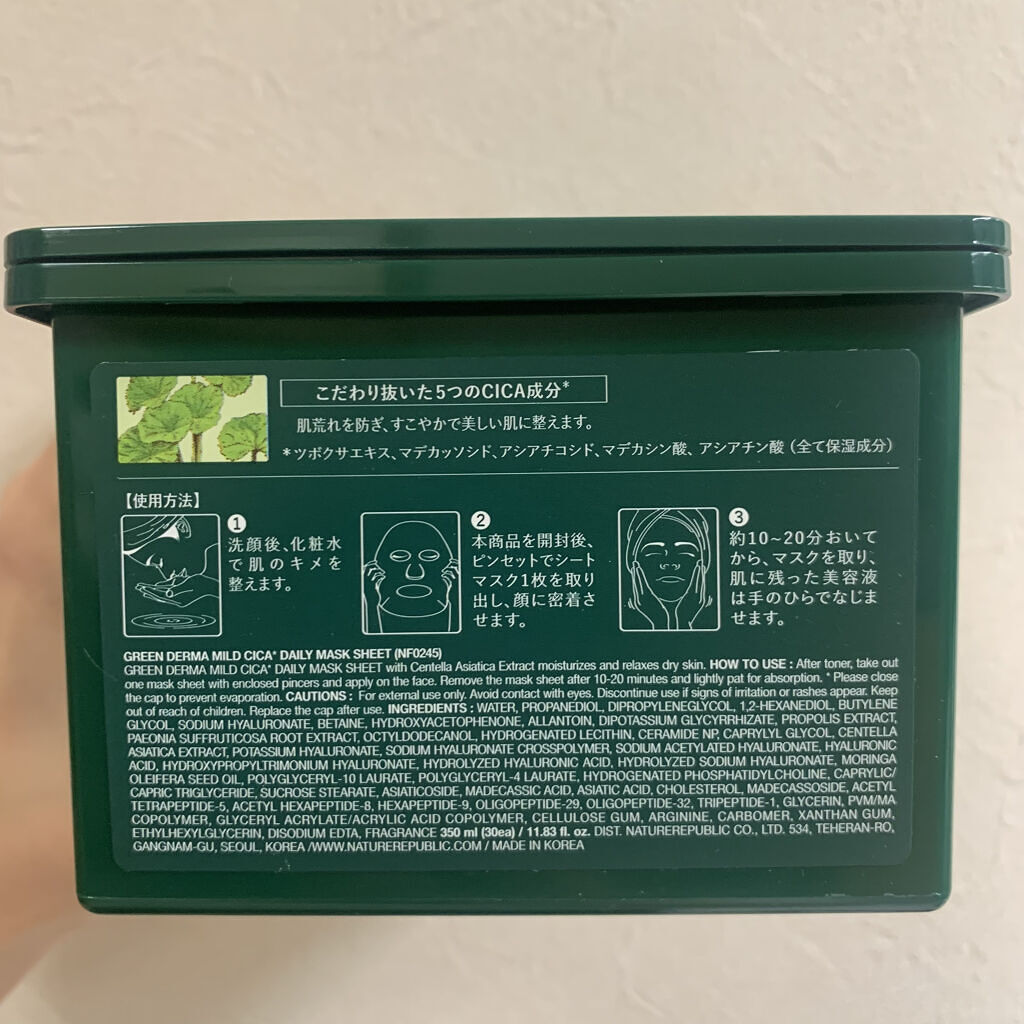 こだわり抜いた5つのCICA成分*
肌荒れを防ぎ、すこやかで美しい肌に整えます。
*ツボクサエキス、マデカッソシド、アシアチコシド、マデカシン酸、アシアチン酸（全て保湿成分）
【使用方法】
1
洗顔後、化粧水
で肌のキメを
整えます。
2
本商品を開封後、
ピンセットでシート
マスク1枚を取り
出し、顔に密着さ
せます。
3
約10~20分おいて
から、マスクを取り、
肌に残った美容液
は手のひらでなじま
せます。
GREEN DERMA MILD CICA* DAILY MASK SHEET (NF0245)
GREEN DERMA MILD CICA* DAILY MASK SHEET with Centella Asiatica Extract moisturizes and relaxes dry skin. HOW TO USE : After toner, take out
one mask sheet with enclosed pincers and apply on the face. Remove the mask sheet after 10-20 minutes and lightly pat for absorption. * Please close
the cap to prevent evaporation. CAUTIONS : For external use only. Avoid contact with eyes. Discontinue use if signs of irritation or rashes appear. Keep
out of reach of children. Replace the cap after use. INGREDIENTS : WATER, PROPANEDIOL, DIPROPYLENEGLYCOL, 1,2-HEXANEDIOL, BUTYLENE
GLYCOL, SODIUM HYALURONATE, BETAINE, HYDROXYACETOPHENONE, ALLANTOIN, DIPOTASSIUM GLYCYRRHIZATE, PROPOLIS EXTRACT,
PAEONIA SUFFRUTICOSA ROOT EXTRACT, OCTYLDODECANOL, HYDROGENATED LECITHIN, CERAMIDE NP, CAPRYLYL GLYCOL, CENTELLA
ASIATICA EXTRACT, POTASSIUM HYALURONATE, SODIUM HYALURONATE CROSSPOLYMER, SODIUM ACETYLATED HYALURONATE, HYALURONIC
ACID, HYDROXYPROPYLTRIMONIUM HYALURONATE, HYDROLYZED HYALURONIC ACID, HYDROLYZED SODIUM HYALURONATE, MORINGA
OLEIFERA SEED OIL, POLYGLYCERYL-10 LAURATE, POLYGLYCERYL-4 LAURATE, HYDROGENATED PHOSPHATIDYLCHOLINE, CAPRYLIC/
CAPRIC TRIGLYCERIDE, SUCROSE STEARATE, ASIATICOSIDE, MADECASSIC ACID, ASIATIC ACID, CHOLESTEROL, MADECASSOSIDE, ACETYL
TETRAPEPTIDE-5, ACETYL HEXAPEPTIDE-8, HEXAPEPTIDE-9, OLIGOPEPTIDE-29, OLIGOPEPTIDE-32, TRIPEPTIDE-1, GLYCERIN, PVM/MA
COPOLYMER, GLYCERYL ACRYLATE/ACRYLIC ACID COPOLYMER, CELLULOSE GUM, ARGININE, CARBOMER, XANTHAN GUM,
ETHYLHEXYLGLYCERIN, DISODIUM EDTA, FRAGRANCE 350 ml (30ea) / 11.83 fl. oz. DIST. NATUREREPUBLIC CO., LTD. 534, TEHERAN-RO,
GANGNAM-GU, SEOUL, KOREA /WWW.NATUREREPUBLIC.COM / MADE IN KOREA